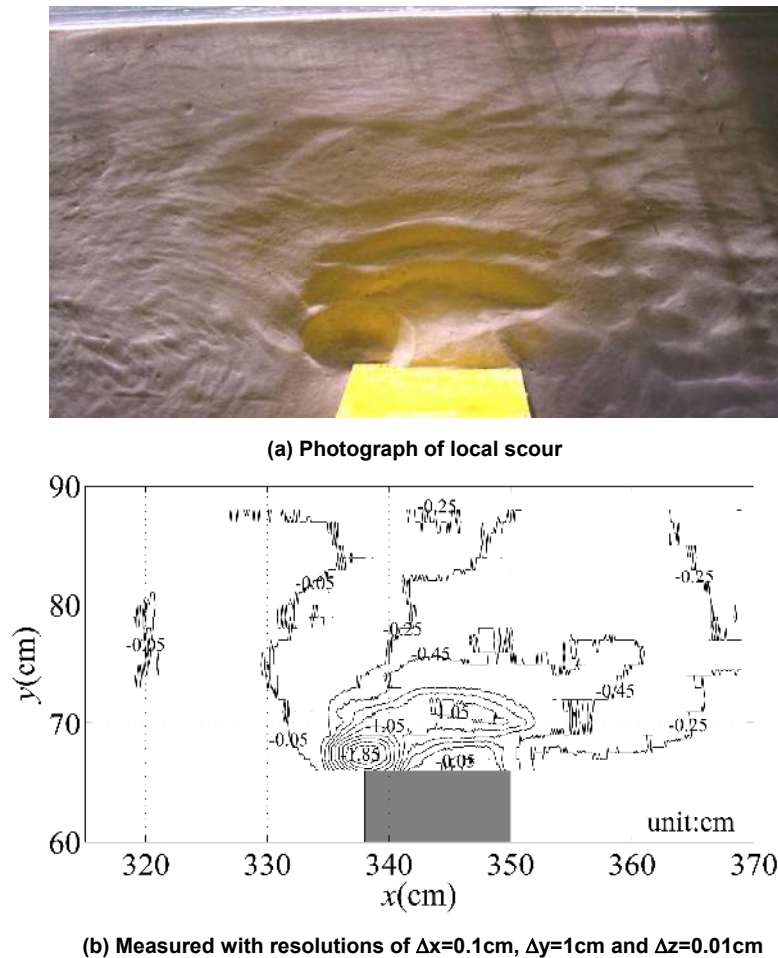 (a) Photograph of local scour
90
80
70
60
y(cm)
-0.25
-0.05
-0.25
-0.05
-0.25
-0.45
-0.45
-1.05
-1.05
-0.05
-0.25
-1.85
-0.05
unit:cm
320 330 340 350 360 370
x(cm)
(b) Measured with resolutions of Δx=0.1cm, Δy=1cm and Δz=0.01cm